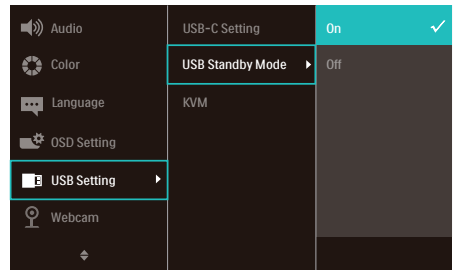 Audio
Color
Language
OSD Setting
USB Setting
Webcam
USB-C Setting
USB Standby Mode
KVM
On
Off